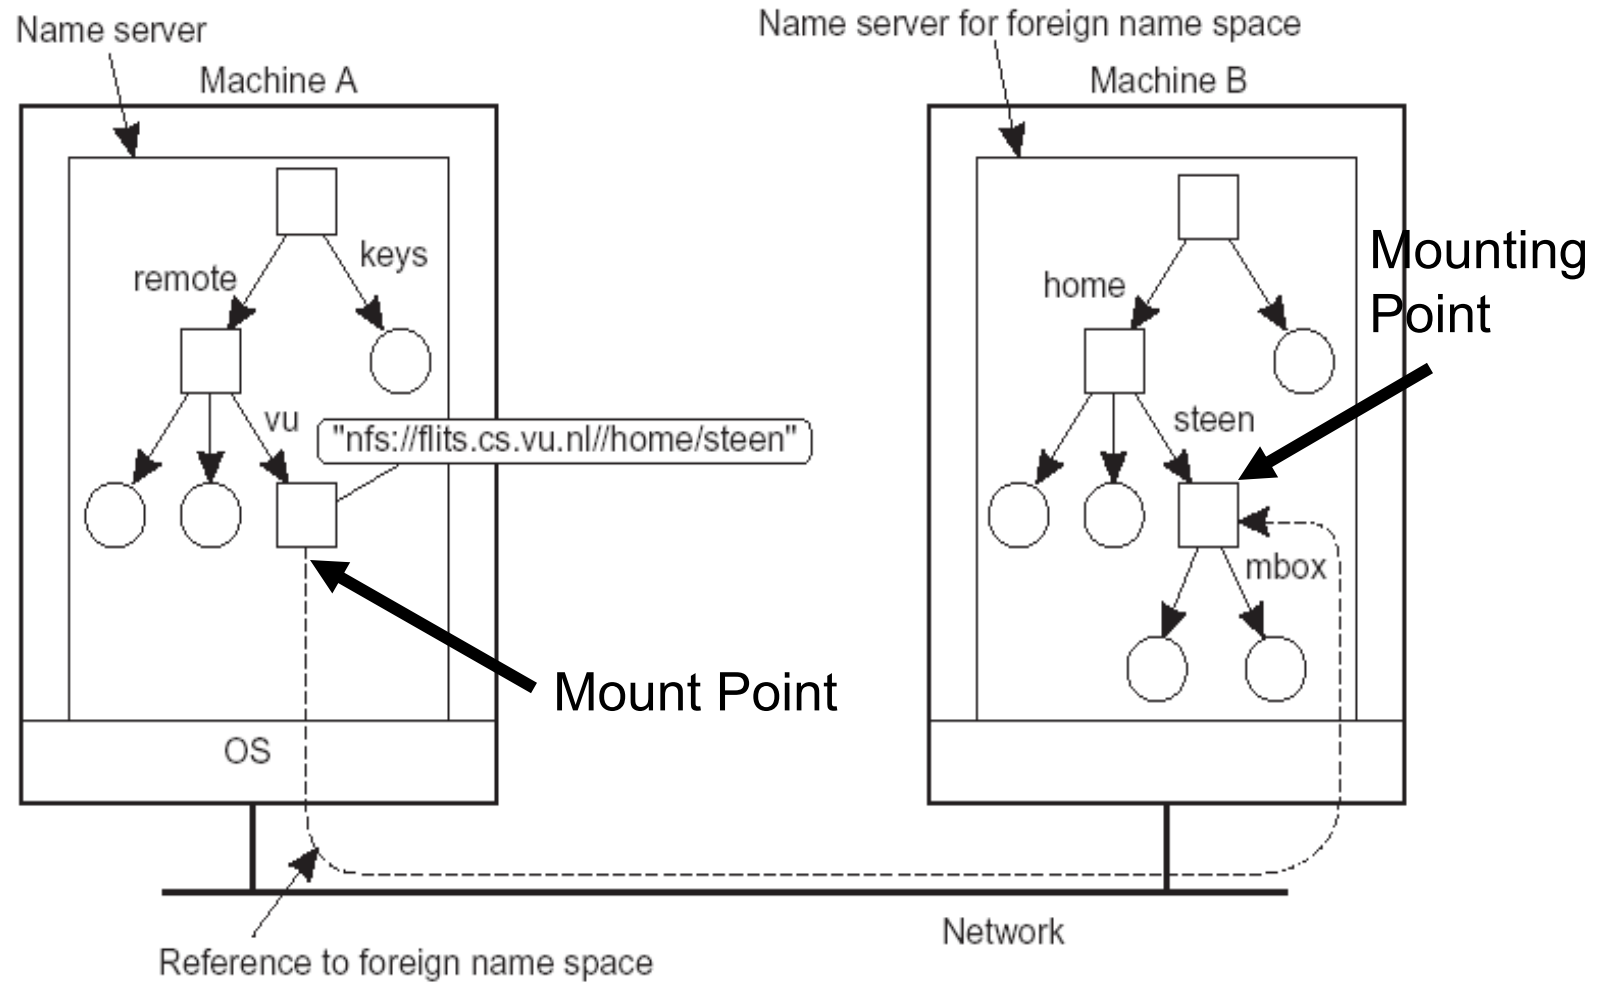 Name server
Name server for foreign name space
Machine A
Machine B
keys
remote
home
Mounting
Point
vu
steen
"nfs://flits.cs.vu.nl//home/steen"
mbox
Mount Point
OS
Network
Reference to foreign name space